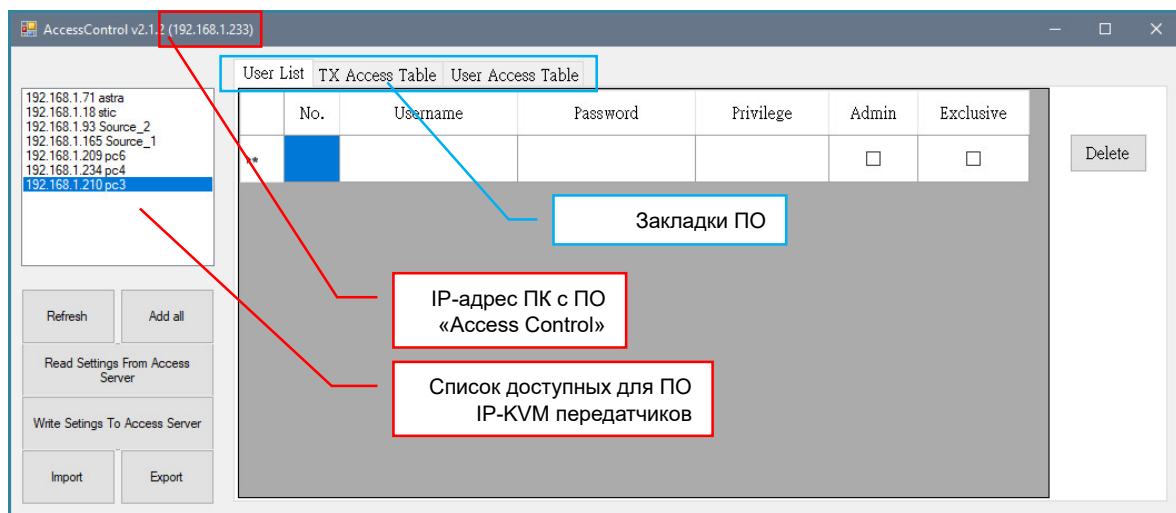 AccessControl v2.1.2 (192.168.1.233)
User List TX Access Table User Access Table
192.168.1.71 astra
192.168.1.18 stic
192.168.1.93 Source_2
192.168.1.165 Source_1
192.168.1.209 pc6
192.168.1.234 pc4
192.168.1.210 pc3
No. Username Password Privilege Admin Exclusive
Delete
Закладки ПО
IP-адрес ПК с ПО
«Access Control»
Список доступных для ПО
IP-KVM передатчиков
Refresh Add all
Read Settings From Access
Server
Write Setings To Access Server
Import Export